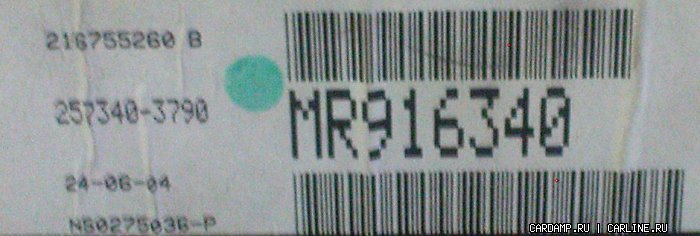 216755260 B
257340-3790
MR916340
24-06-04
NS0275036-P
CARDAMP.RU | CARLINE.RU